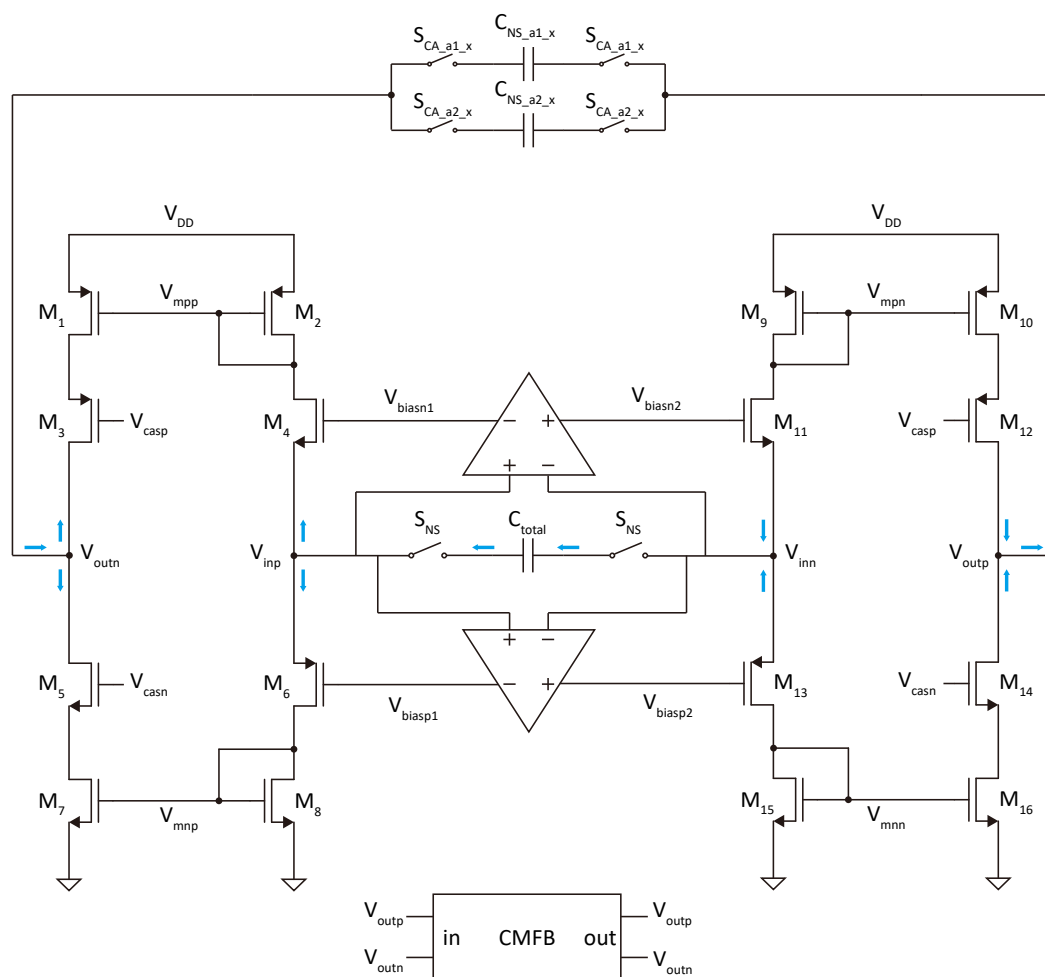 C_NS_a1_x
S_CA_a1_x S_CA_a1_x
C_NS_a2_x
S_CA_a2_x S_CA_a2_x
V_DD V_DD
M_1 V_mpp M_2 M_9 V_mpn M_10
V_biasn1 V_biasn2
M_3 V_casp M_4 − + M_11 V_casp M_12
+ −
S_NS C_total S_NS
V_outn V_inp V_inn V_outp
+ −
M_5 V_casn M_6 − + M_13 V_casn M_14
V_biasp1 V_biasp2
M_7 V_mnp M_8 M_15 V_mnn M_16
V_outp V_outp
in CMFB out
V_outn V_outn